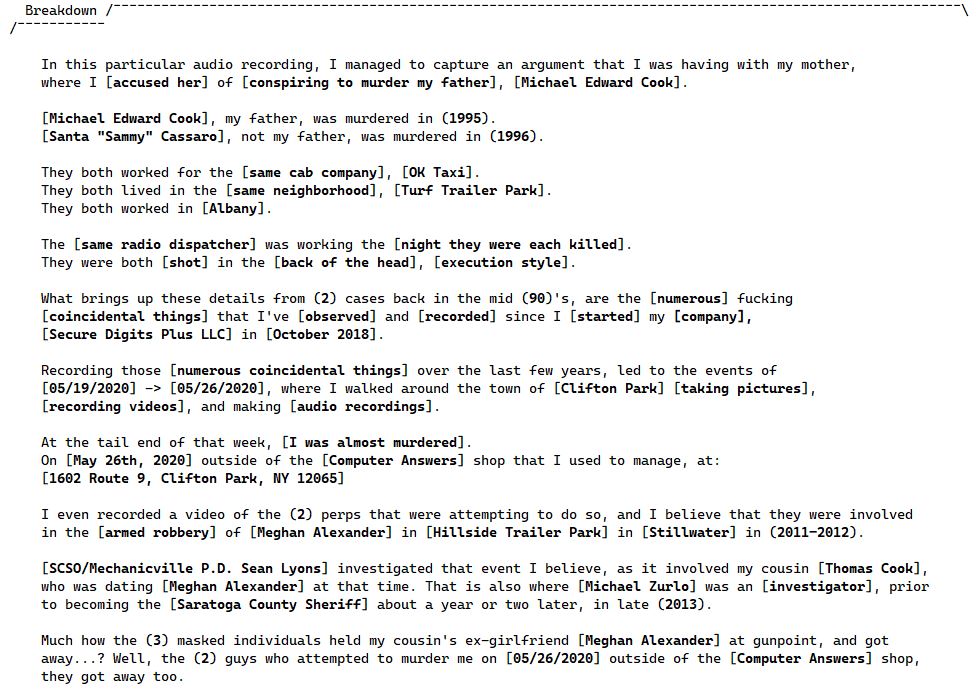 Breakdown
In this particular audio recording, I managed to capture an argument that I was having with my mother,
where I [accused her] of [conspiring to murder my father], [Michael Edward Cook].
[Michael Edward Cook], my father, was murdered in (1995).
[Santa "Sammy" Cassaro], not my father, was murdered in (1996).
They both worked for the [same cab company], [OK Taxi].
They both lived in the [same neighborhood], [Turf Trailer Park].
They both worked in [Albany].
The [same radio dispatcher] was working the [night they were each killed].
They were both [shot] in the [back of the head], [execution style].
What brings up these details from (2) cases back in the mid (90)'s, are the [numerous] fucking
[coincidental things] that I've [observed] and [recorded] since I [started] my [company],
[Secure Digits Plus LLC] in [October 2018].
Recording those [numerous coincidental things] over the last few years, led to the events of
[05/19/2020] -> [05/26/2020], where I walked around the town of [Clifton Park] [taking pictures],
[recording videos], and making [audio recordings].
At the tail end of that week, [I was almost murdered].
On [May 26th, 2020] outside of the [Computer Answers] shop that I used to manage, at:
[1602 Route 9, Clifton Park, NY 12065]
I even recorded a video of the (2) perps that were attempting to do so, and I believe that they were involved
in the [armed robbery] of [Meghan Alexander] in [Hillside Trailer Park] in [Stillwater] in (2011-2012).
[SCSO/Mechanicville P.D. Sean Lyons] investigated that event I believe, as it involved my cousin [Thomas Cook],
who was dating [Meghan Alexander] at that time. That is also where [Michael Zurlo] was an [investigator], prior
to becoming the [Saratoga County Sheriff] about a year or two later, in late (2013).
Much how the (3) masked individuals held my cousin's ex-girlfriend [Meghan Alexander] at gunpoint, and got
away...? Well, the (2) guys who attempted to murder me on [05/26/2020] outside of the [Computer Answers] shop,
they got away too.